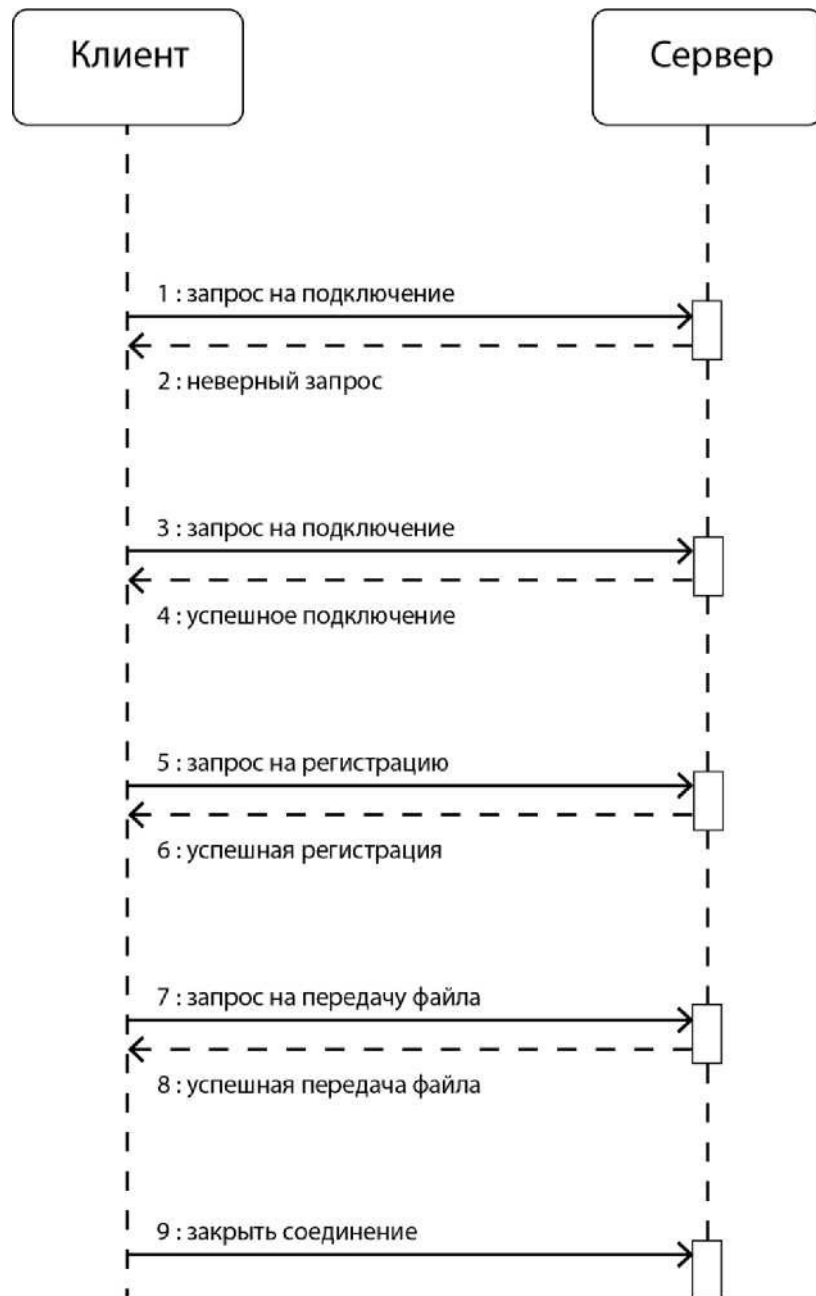 Клиент
Сервер
1 : запрос на подключение
2 : неверный запрос
3 : запрос на подключение
4 : успешное подключение
5 : запрос на регистрацию
6 : успешная регистрация
7 : запрос на передачу файла
8 : успешная передача файла
9 : закрыть соединение